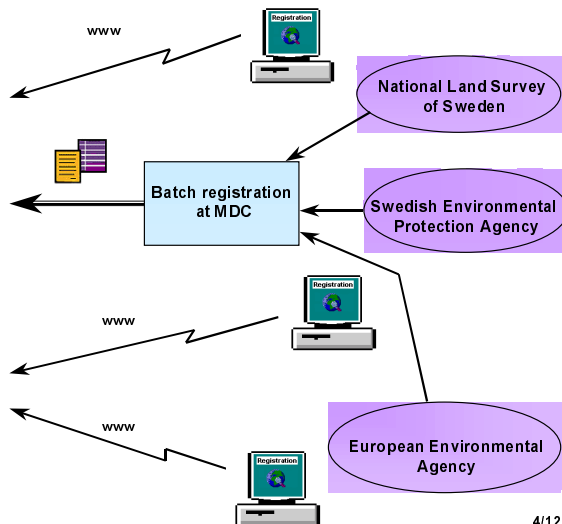 www
Registration
National Land Survey
of Sweden
Batch registration
at MDC
Swedish Environmental
Protection Agency
Registration
www
www
European Environmental
Agency
Registration
4/12